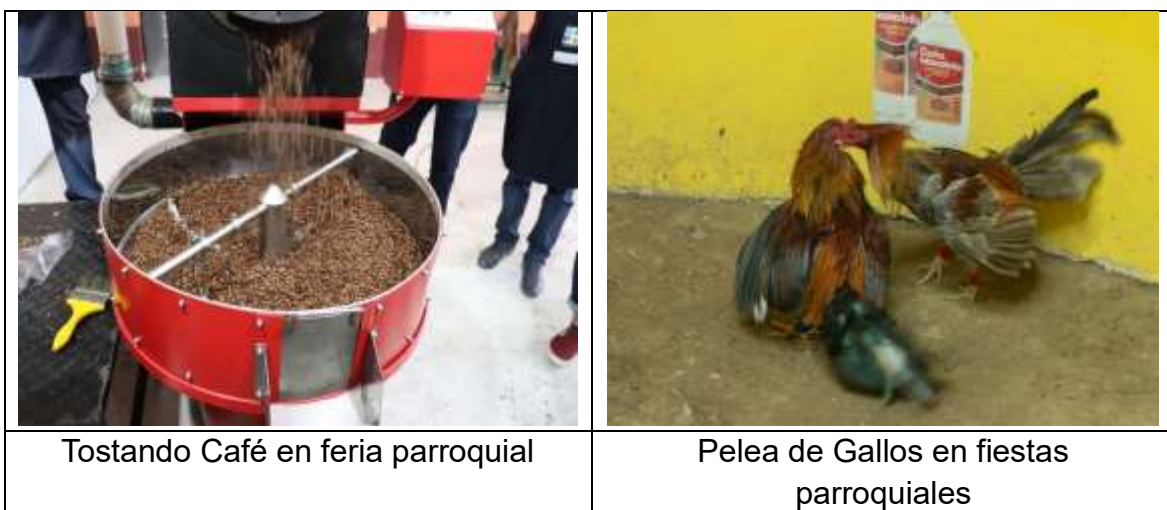 Tostando Café en feria parroquial
Pelea de Gallos en fiestas
parroquiales